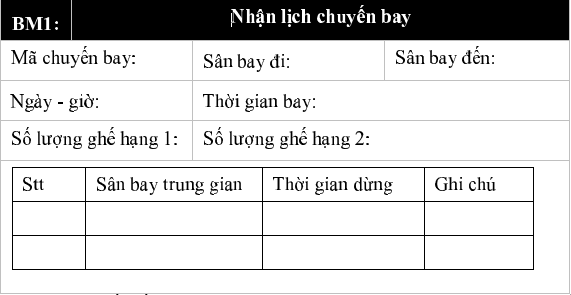 BM1: Nhận lịch chuyến bay
Mã chuyến bay: Sân bay đi: Sân bay đến:
Ngày - giờ: Thời gian bay:
Số lượng ghế hạng 1: Số lượng ghế hạng 2:
Stt Sân bay trung gian Thời gian dừng Ghi chú